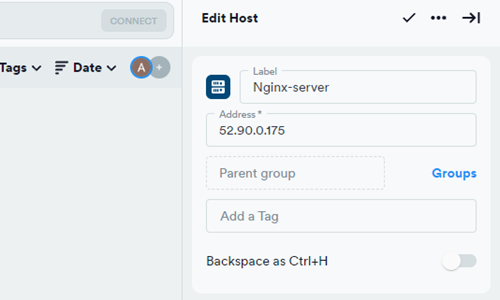 CONNECT
Edit Host
Tags
Date
A
+
Label
Nginx-server
Address *
52.90.0.175
Parent group
Groups
Add a Tag
Backspace as Ctrl+H